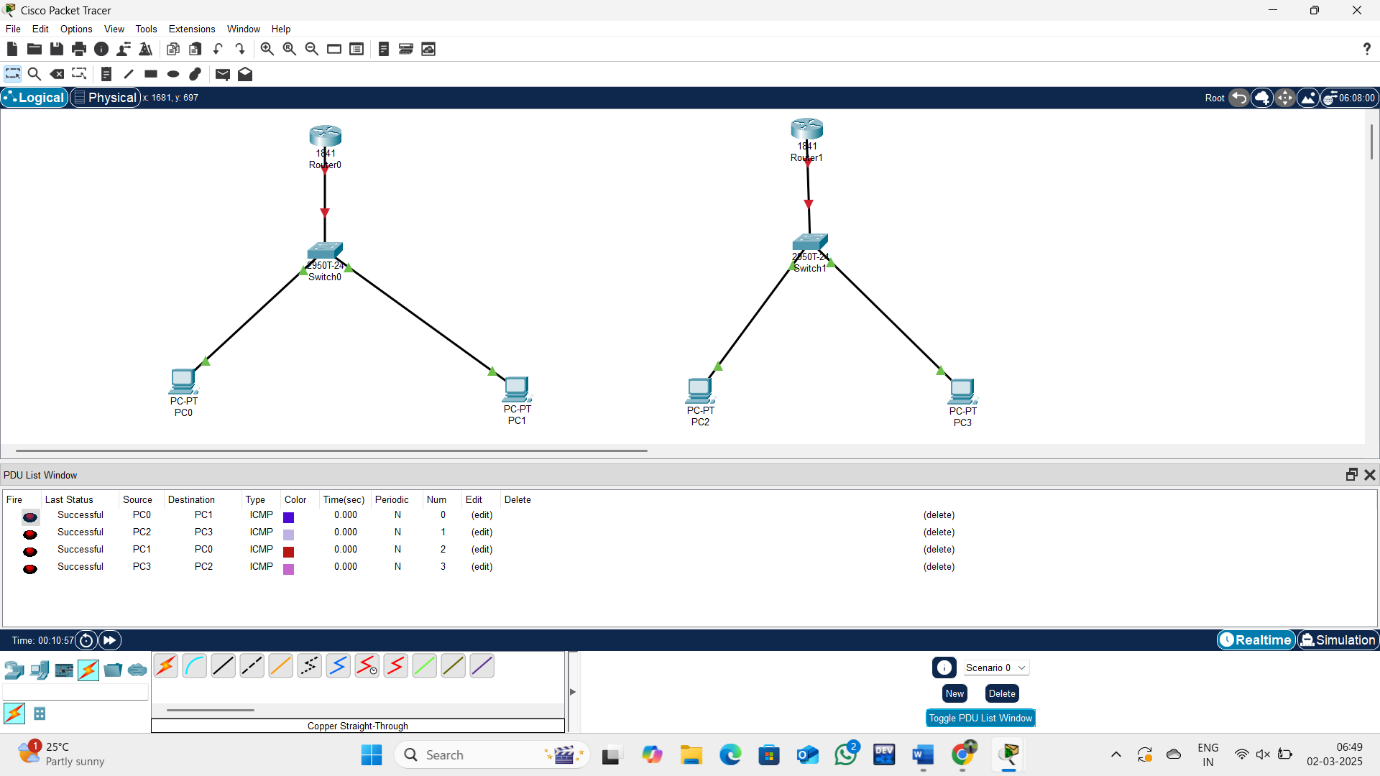 Cisco Packet Tracer
File Edit Options View Tools Extensions Window Help
?
Logical Physical x: 1681, y: 697 Root 06:08:00
1841
Router0
1841
Router1
2950T-24
Switch0
2950T-24
Switch1
PC-PT
PC0
PC-PT
PC1
PC-PT
PC2
PC-PT
PC3
PDU List Window
Fire Last Status Source Destination Type Color Time(sec) Periodic Num Edit Delete
Successful PC0 PC1 ICMP 0.000 N 0 (edit) (delete)
Successful PC2 PC3 ICMP 0.000 N 1 (edit) (delete)
Successful PC1 PC0 ICMP 0.000 N 2 (edit) (delete)
Successful PC3 PC2 ICMP 0.000 N 3 (edit) (delete)
Time: 00:10:57 Realtime Simulation
Scenario 0
New Delete
Toggle PDU List Window
Copper Straight-Through
1 25°C
Partly sunny
Search
2
DEV
ENG
IN
06:49
02-03-2025